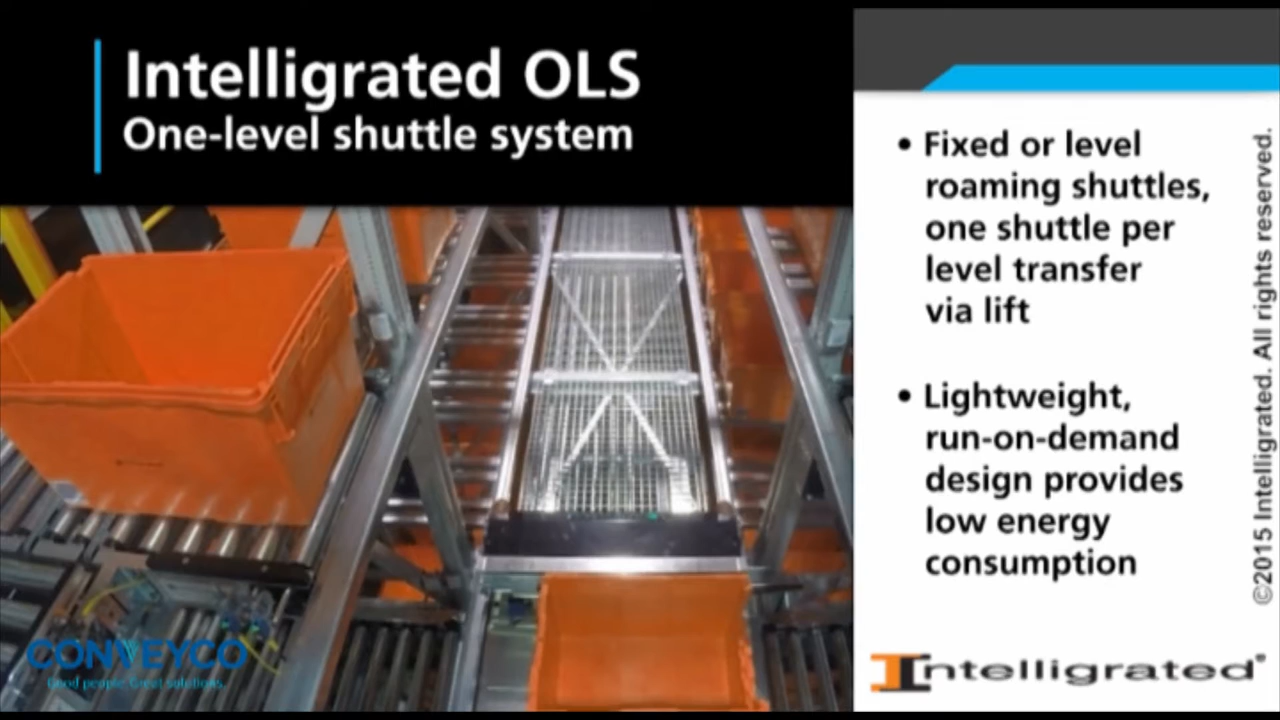 Intelligrated OLS
One-level shuttle system
• Fixed or level
roaming shuttles,
one shuttle per
level transfer
via lift
• Lightweight,
run-on-demand
design provides
low energy
consumption
©2015 Intelligrated. All rights reserved.
CONVEYCO
Good people. Great solutions.
Intelligrated®